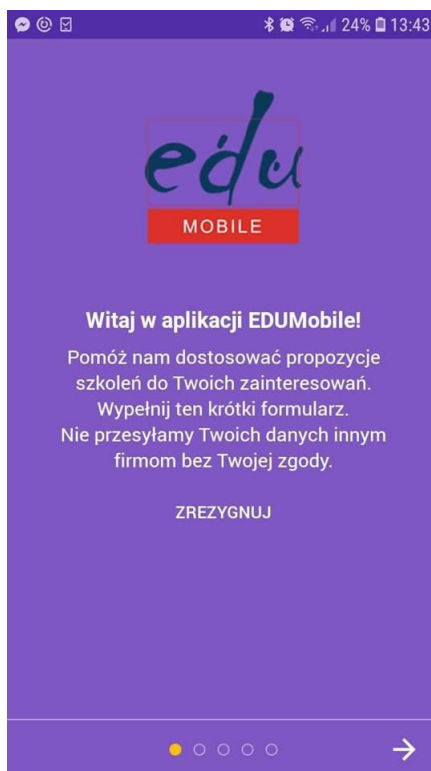 24% 13:43
edu
MOBILE
Witaj w aplikacji EDUMobile!
Pomóż nam dostosować propozycje
szkoleń do Twoich zainteresowań.
Wypełnij ten krótki formularz.
Nie przesyłamy Twoich danych innym
firmom bez Twojej zgody.
ZREZYGNUJ